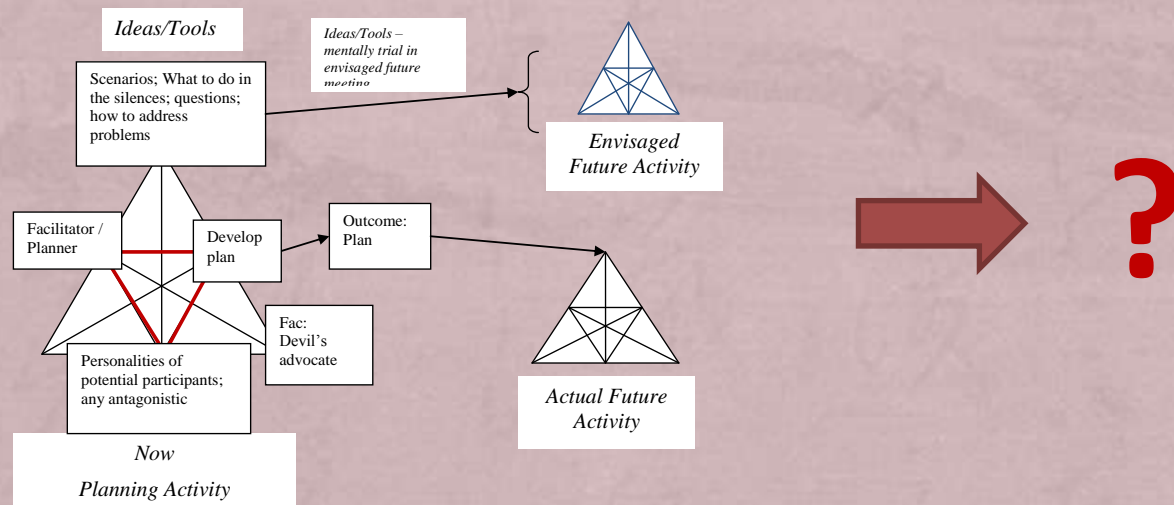 Ideas/Tools
Ideas/Tools –
mentally trial in
envisaged future
meeting
Scenarios; What to do in
the silences; questions;
how to address
problems
Envisaged
Future Activity
?
Facilitator /
Planner
Develop
plan
Outcome:
Plan
Fac:
Devil’s
advocate
Personalities of
potential participants;
any antagonistic
Actual Future
Activity
Now
Planning Activity